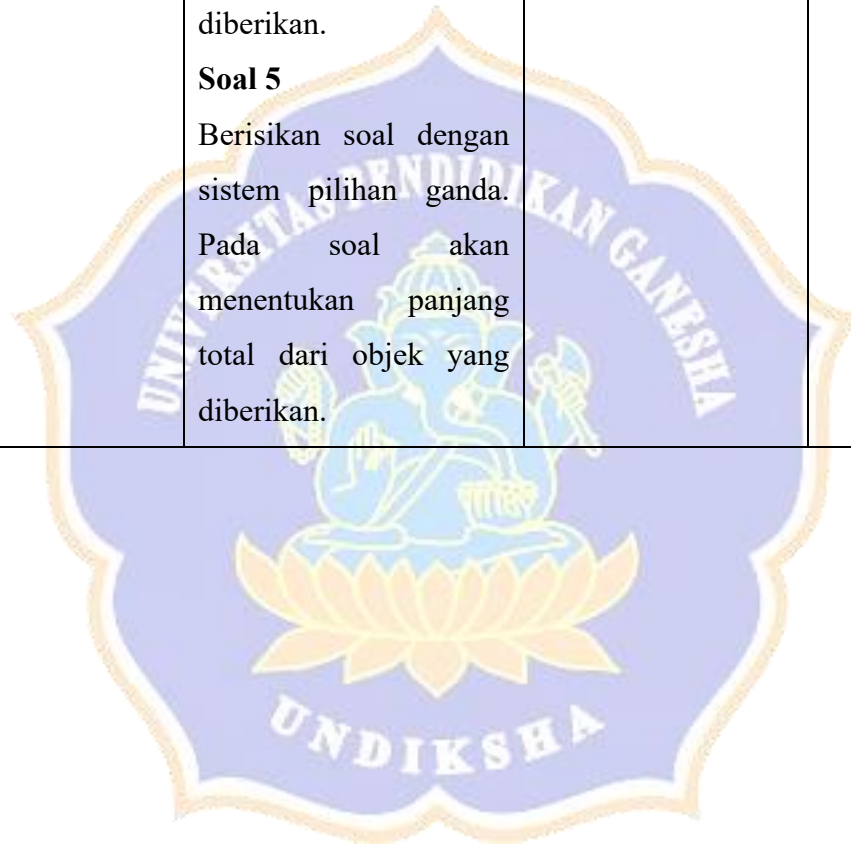 diberikan.
Soal 5
Berisikan soal dengan
sistem pilihan ganda.
Pada soal akan
menentukan panjang
total dari objek yang
diberikan.
UNIVERSITAS PENDIDIKAN GANESHA
UNDIKSHA